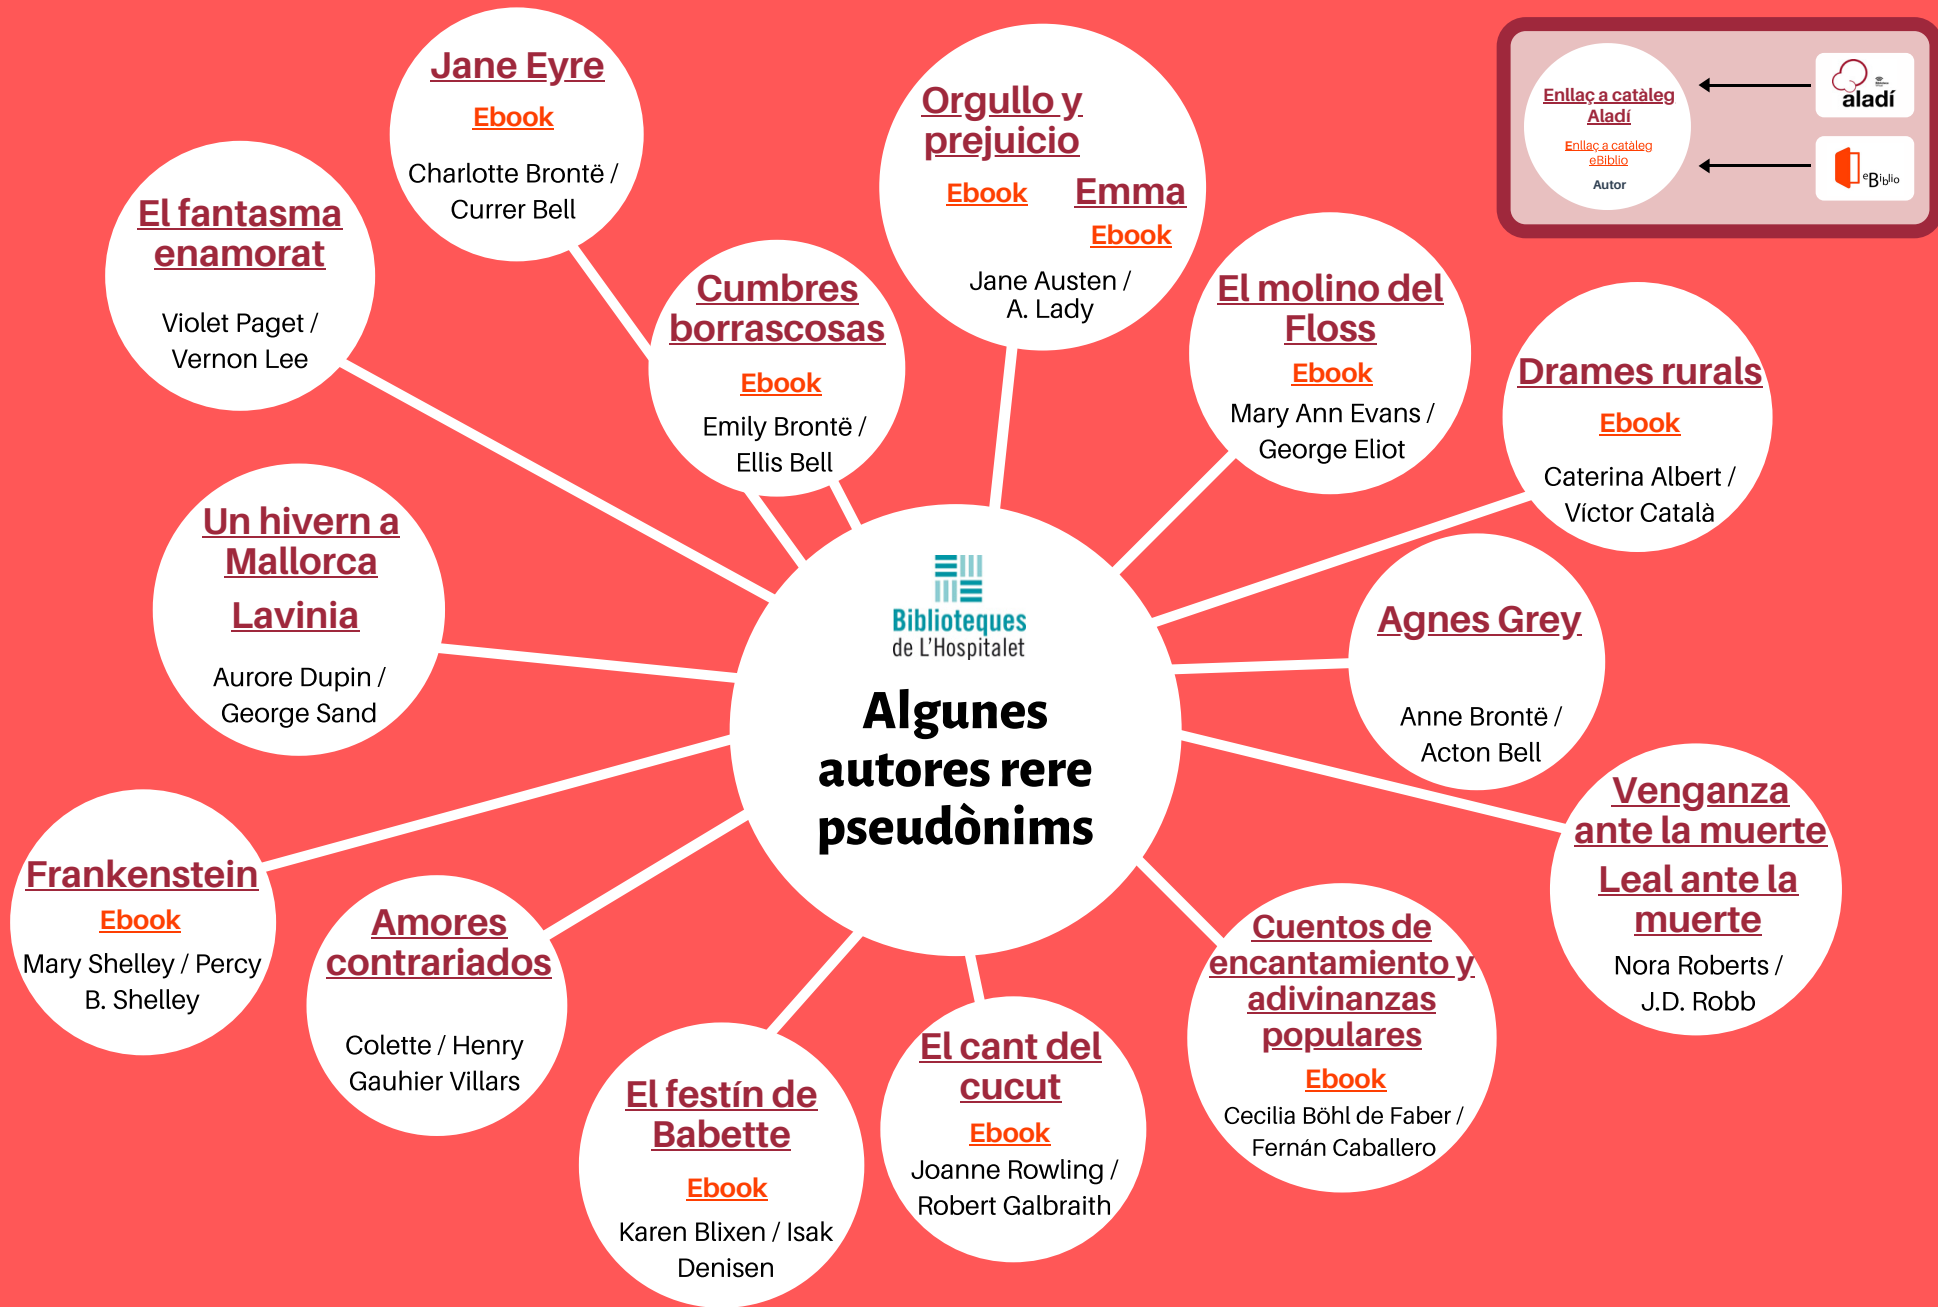 Jane Eyre
Ebook
Charlotte Brontë /
Currer Bell
Orgullo y
prejuicio
Ebook
Emma
Ebook
Jane Austen /
A. Lady
Enllaç a catàleg
Aladí
Enllaç a catàleg
eBiblio
Autor
aladí
eBiblio
El fantasma
enamorat
Violet Paget /
Vernon Lee
Cumbres
borrascosas
Ebook
Emily Brontë /
Ellis Bell
El molino del
Floss
Ebook
Mary Ann Evans /
George Eliot
Drames rurals
Ebook
Caterina Albert /
Víctor Català
Un hivern a
Mallorca
Lavinia
Aurore Dupin /
George Sand
Biblioteques
de L'Hospitalet
Algunes
autores rere
pseudònims
Agnes Grey
Anne Brontë /
Acton Bell
Venganza
ante la muerte
Leal ante la
muerte
Nora Roberts /
J.D. Robb
Frankenstein
Ebook
Mary Shelley / Percy
B. Shelley
Amores
contrariados
Colette / Henry
Gauhier Villars
El festín de
Babette
Ebook
Karen Blixen / Isak
Denisen
El cant del
cucut
Ebook
Joanne Rowling /
Robert Galbraith
Cuentos de
encantamiento y
adivinanzas
populares
Ebook
Cecilia Böhl de Faber /
Fernán Caballero